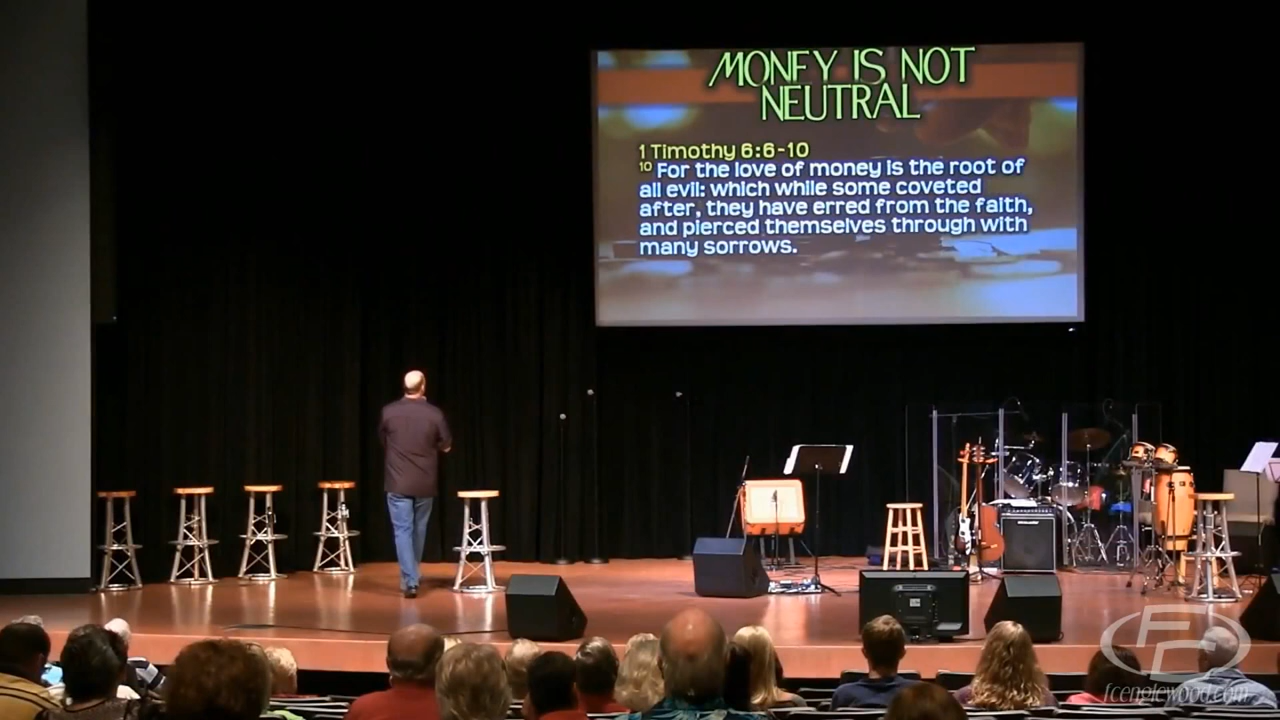 MONEY IS NOT
NEUTRAL
1 Timothy 6:6-10
10 For the love of money is the root of
all evil: which while some coveted
after, they have erred from the faith,
and pierced themselves through with
many sorrows.
FC
fcenglewood.com